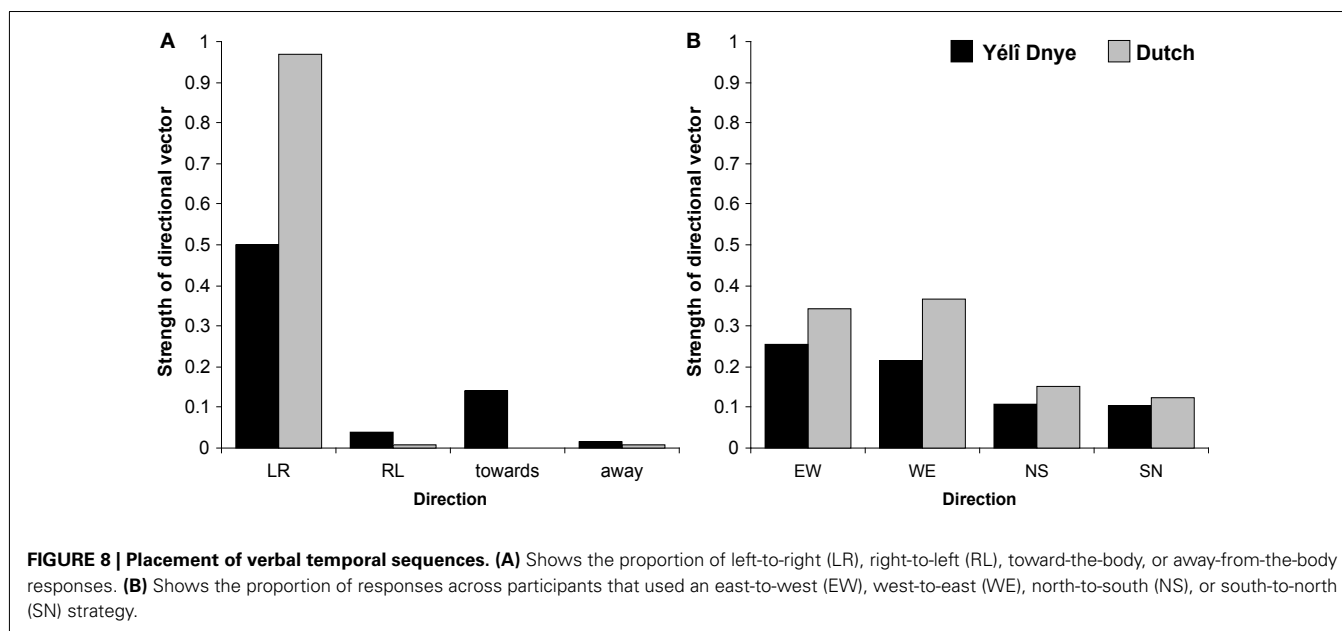 A
1
0.9
0.8
0.7
0.6
0.5
0.4
0.3
0.2
0.1
0
Strength of directional vector
LR RL towards away
Direction
B
Yélî Dnye Dutch
1
0.9
0.8
0.7
0.6
0.5
0.4
0.3
0.2
0.1
0
Strength of directional vector
EW WE NS SN
Direction
FIGURE 8 | Placement of verbal temporal sequences. (A) Shows the proportion of left-to-right (LR), right-to-left (RL), toward-the-body, or away-from-the-body
responses. (B) Shows the proportion of responses across participants that used an east-to-west (EW), west-to-east (WE), north-to-south (NS), or south-to-north
(SN) strategy.